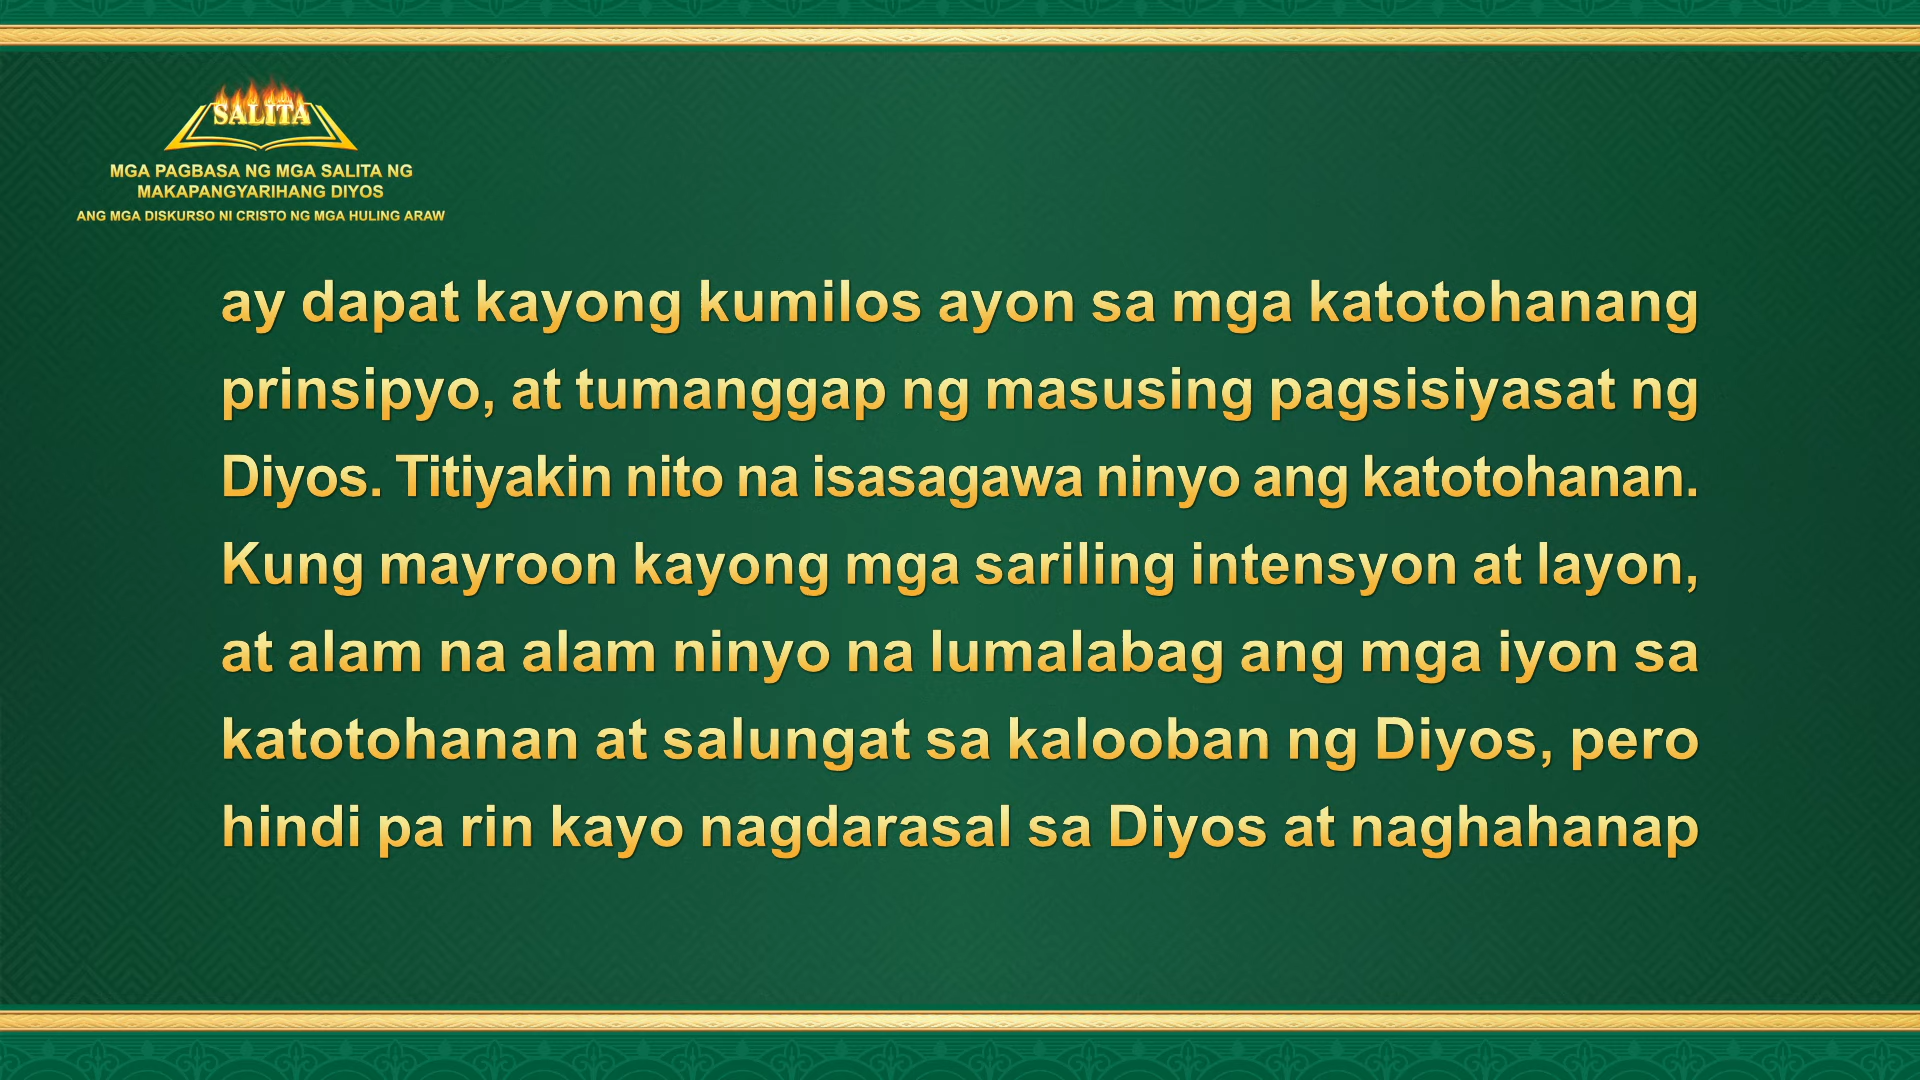 SALITA
MGA PAGBASA NG MGA SALITA NG
MAKAPANGYARIHANG DIYOS
ANG MGA DISKURSO NI CRISTO NG MGA HULING ARAW
ay dapat kayong kumilos ayon sa mga katotohanang
prinsipyo, at tumanggap ng masusing pagsisiyasat ng
Diyos. Titiyakin nito na isasagawa ninyo ang katotohanan.
Kung mayroon kayong mga sariling intensyon at layon,
at alam na alam ninyo na lumalabag ang mga iyon sa
katotohanan at salungat sa kalooban ng Diyos, pero
hindi pa rin kayo nagdarasal sa Diyos at naghahanap